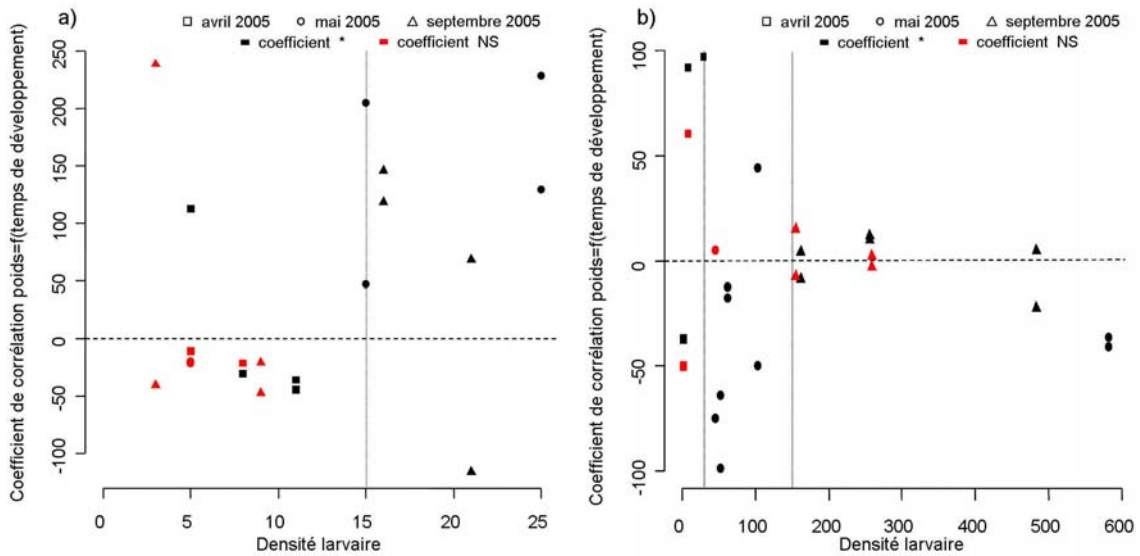 a)
avril 2005 mai 2005 septembre 2005
coefficient * coefficient NS
Coefficient de corrélation poids=f(temps de développement)
250
200
150
100
50
0
-50
-100
0 5 10 15 20 25
Densité larvaire
b)
avril 2005 mai 2005 septembre 2005
coefficient * coefficient NS
Coefficient de corrélation poids=f(temps de développement)
100
50
0
-50
-100
0 100 200 300 400 500 600
Densité larvaire